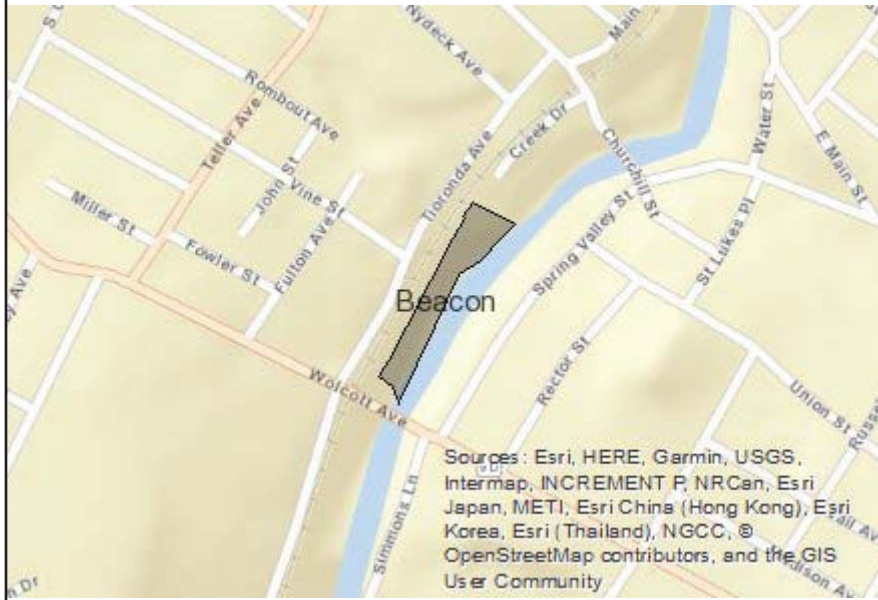 Nydeck Ave
Main
Rombout Ave
Teller Ave
Creek Dr
Tioronda Ave
Churchill St
Water St
E Main St
John St
Vine St
Miller St
Fulton Ave
Fowler St
Spring Valley St
St Lukes Pl
Beacon
Wolcott Ave
Rector St
Union St
Simmons Ln
Sources: Esri, HERE, Garmin, USGS,
Intermap, INCREMENT P, NRCan, Esri
Japan, METI, Esri China (Hong Kong), Esri
Korea, Esri (Thailand), NGCC, ©
OpenStreetMap contributors, and the GIS
User Community